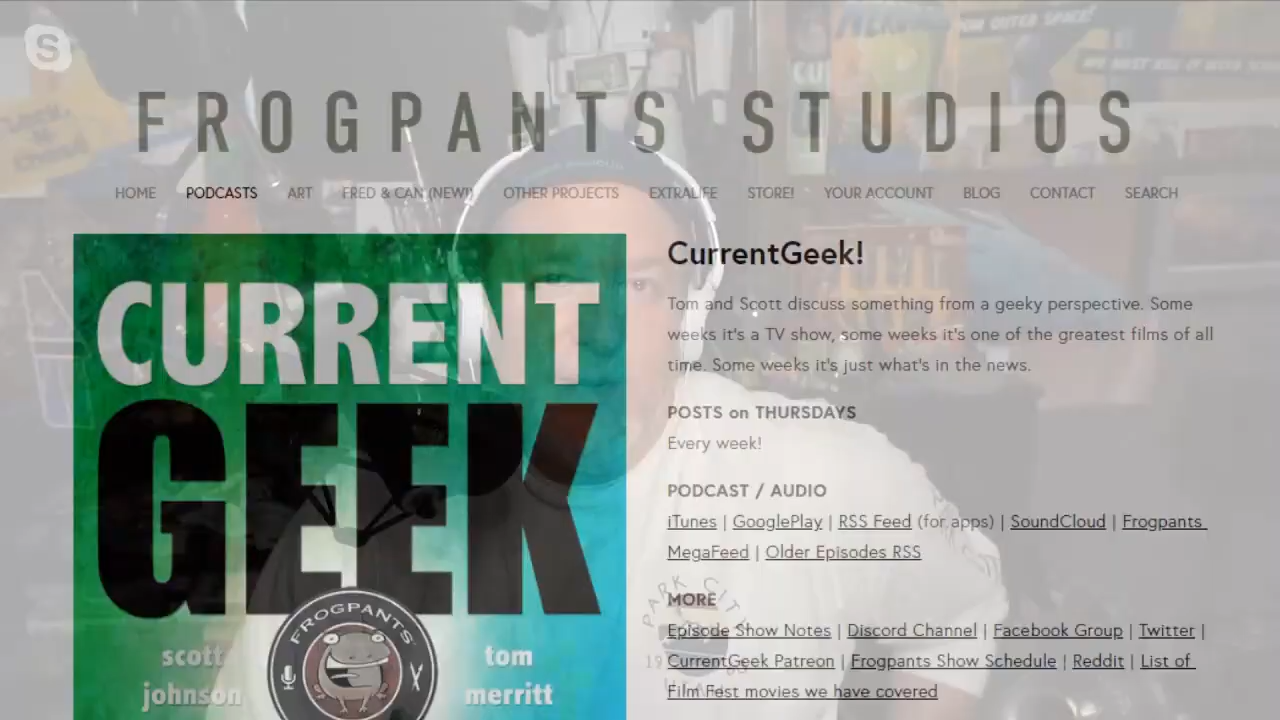 FROGPANTS STUDIOS
HOME PODCASTS ART FRED & CAN (NEW!) OTHER PROJECTS EXTRALIFE STORE! YOUR ACCOUNT BLOG CONTACT SEARCH
CURRENT
GEEK
FROGPANTS
scott
johnson
tom
merritt
CurrentGeek!
Tom and Scott discuss something from a geeky perspective. Some
weeks it's a TV show, some weeks it's one of the greatest films of all
time. Some weeks it's just what's in the news.
POSTS on THURSDAYS
Every week!
PODCAST / AUDIO
iTunes | GooglePlay | RSS Feed (for apps) | SoundCloud | Frogpants
MegaFeed | Older Episodes RSS
MORE
Episode Show Notes | Discord Channel | Facebook Group | Twitter |
CurrentGeek Patreon | Frogpants Show Schedule | Reddit | List of
Film Fest movies we have covered
PARK CITY